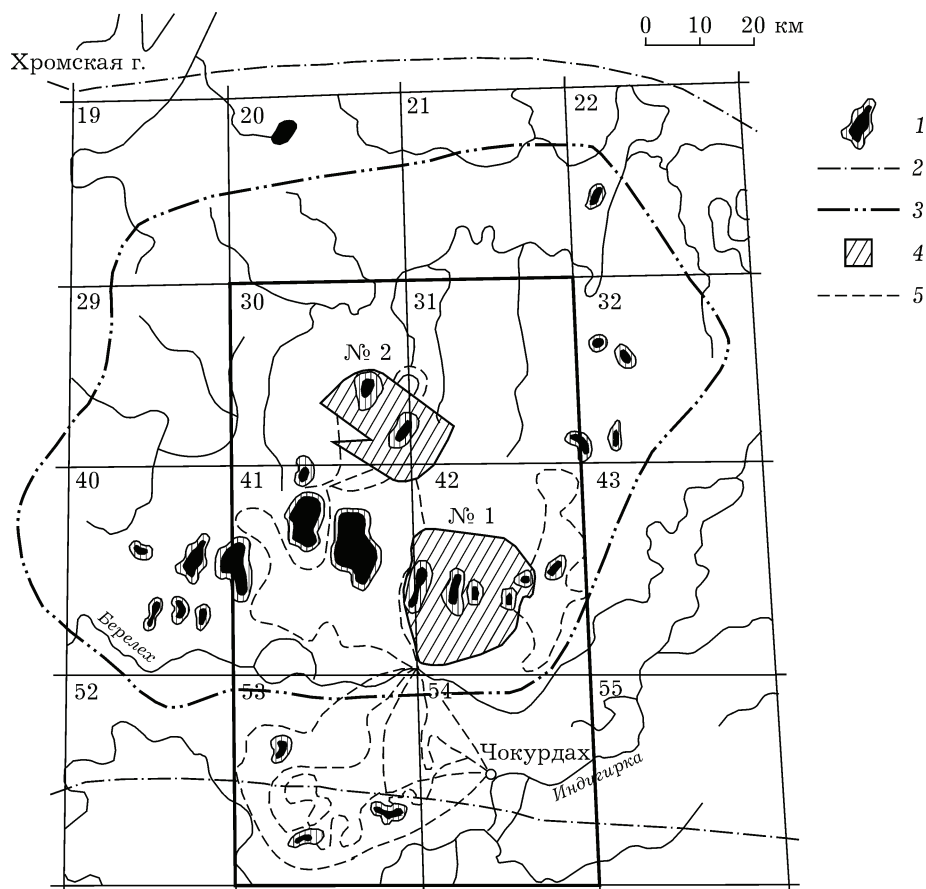 0 10 20 км
Хромская г.
19 20 21 22
1
2
3
4
5
29 30 31 32
№ 2
40 41 42 43
№ 1
Берелех
52 53 54 55
Чокурдах
Индигирка